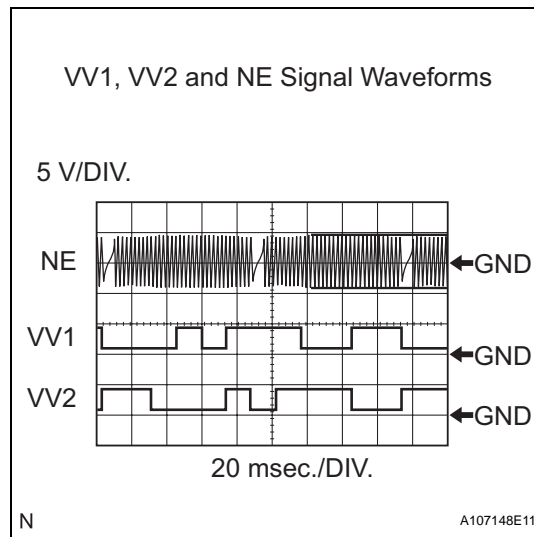 VV1, VV2 and NE Signal Waveforms
5 V/DIV.
NE
GND
VV1
GND
VV2
GND
20 msec./DIV.
N
A107148E11